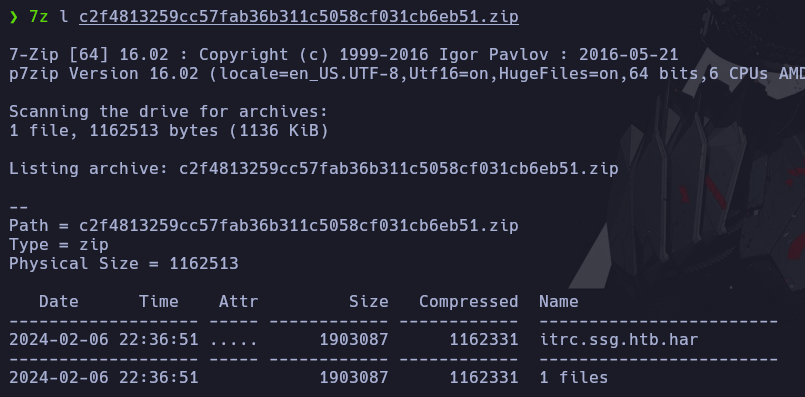 ❯ 7z l c2f4813259cc57fab36b311c5058cf031cb6eb51.zip
7-Zip [64] 16.02 : Copyright (c) 1999-2016 Igor Pavlov : 2016-05-21
p7zip Version 16.02 (locale=en_US.UTF-8,Utf16=on,HugeFiles=on,64 bits,6 CPUs AMD
Scanning the drive for archives:
1 file, 1162513 bytes (1136 KiB)
Listing archive: c2f4813259cc57fab36b311c5058cf031cb6eb51.zip
--
Path = c2f4813259cc57fab36b311c5058cf031cb6eb51.zip
Type = zip
Physical Size = 1162513
   Date      Time    Attr         Size   Compressed  Name
------------------- ----- ------------ ------------  ------------------------
2024-02-06 22:36:51 .....      1903087      1162331  itrc.ssg.htb.har
------------------- ----- ------------ ------------  ------------------------
2024-02-06 22:36:51            1903087      1162331  1 files